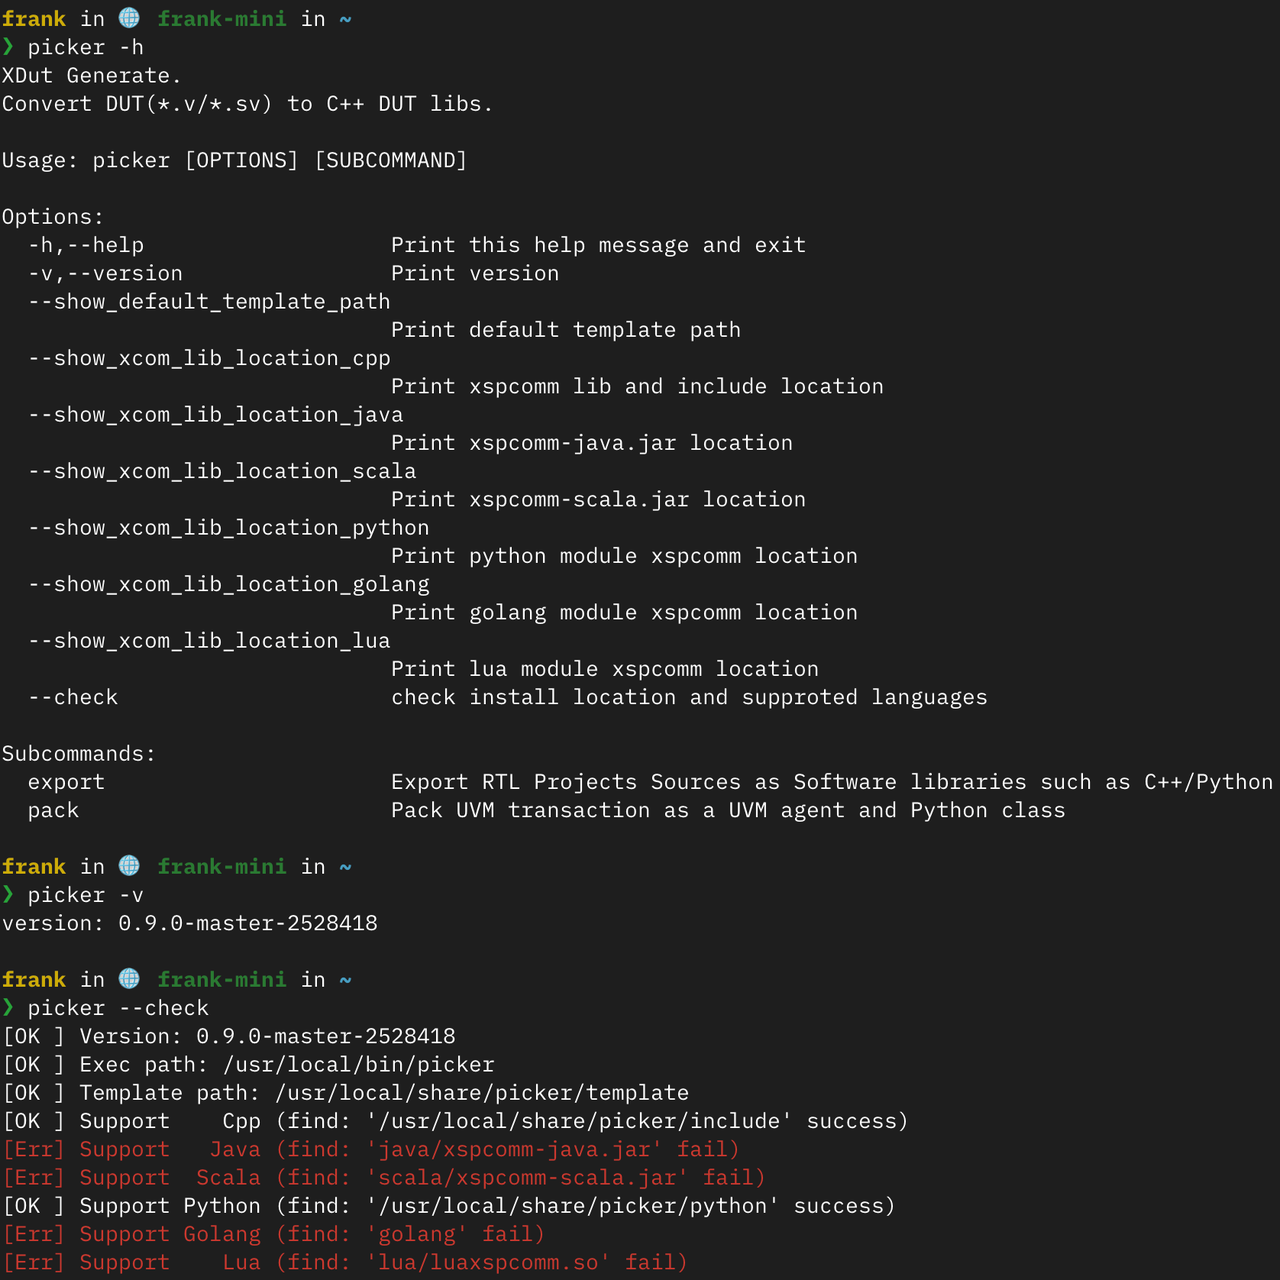 frank in 🌐 frank-mini in ~
❯ picker -h
XDut Generate.
Convert DUT(*.v/*.sv) to C++ DUT libs.
Usage: picker [OPTIONS] [SUBCOMMAND]
Options:
-h,--help Print this help message and exit
-v,--version Print version
--show_default_template_path
Print default template path
--show_xcom_lib_location_cpp
Print xspcomm lib and include location
--show_xcom_lib_location_java
Print xspcomm-java.jar location
--show_xcom_lib_location_scala
Print xspcomm-scala.jar location
--show_xcom_lib_location_python
Print python module xspcomm location
--show_xcom_lib_location_golang
Print golang module xspcomm location
--show_xcom_lib_location_lua
Print lua module xspcomm location
--check check install location and supproted languages
Subcommands:
export Export RTL Projects Sources as Software libraries such as C++/Python
pack Pack UVM transaction as a UVM agent and Python class
frank in 🌐 frank-mini in ~
❯ picker -v
version: 0.9.0-master-2528418
frank in 🌐 frank-mini in ~
❯ picker --check
[OK ] Version: 0.9.0-master-2528418
[OK ] Exec path: /usr/local/bin/picker
[OK ] Template path: /usr/local/share/picker/template
[OK ] Support Cpp (find: '/usr/local/share/picker/include' success)
[Err] Support Java (find: 'java/xspcomm-java.jar' fail)
[Err] Support Scala (find: 'scala/xspcomm-scala.jar' fail)
[OK ] Support Python (find: '/usr/local/share/picker/python' success)
[Err] Support Golang (find: 'golang' fail)
[Err] Support Lua (find: 'lua/luaxspcomm.so' fail)